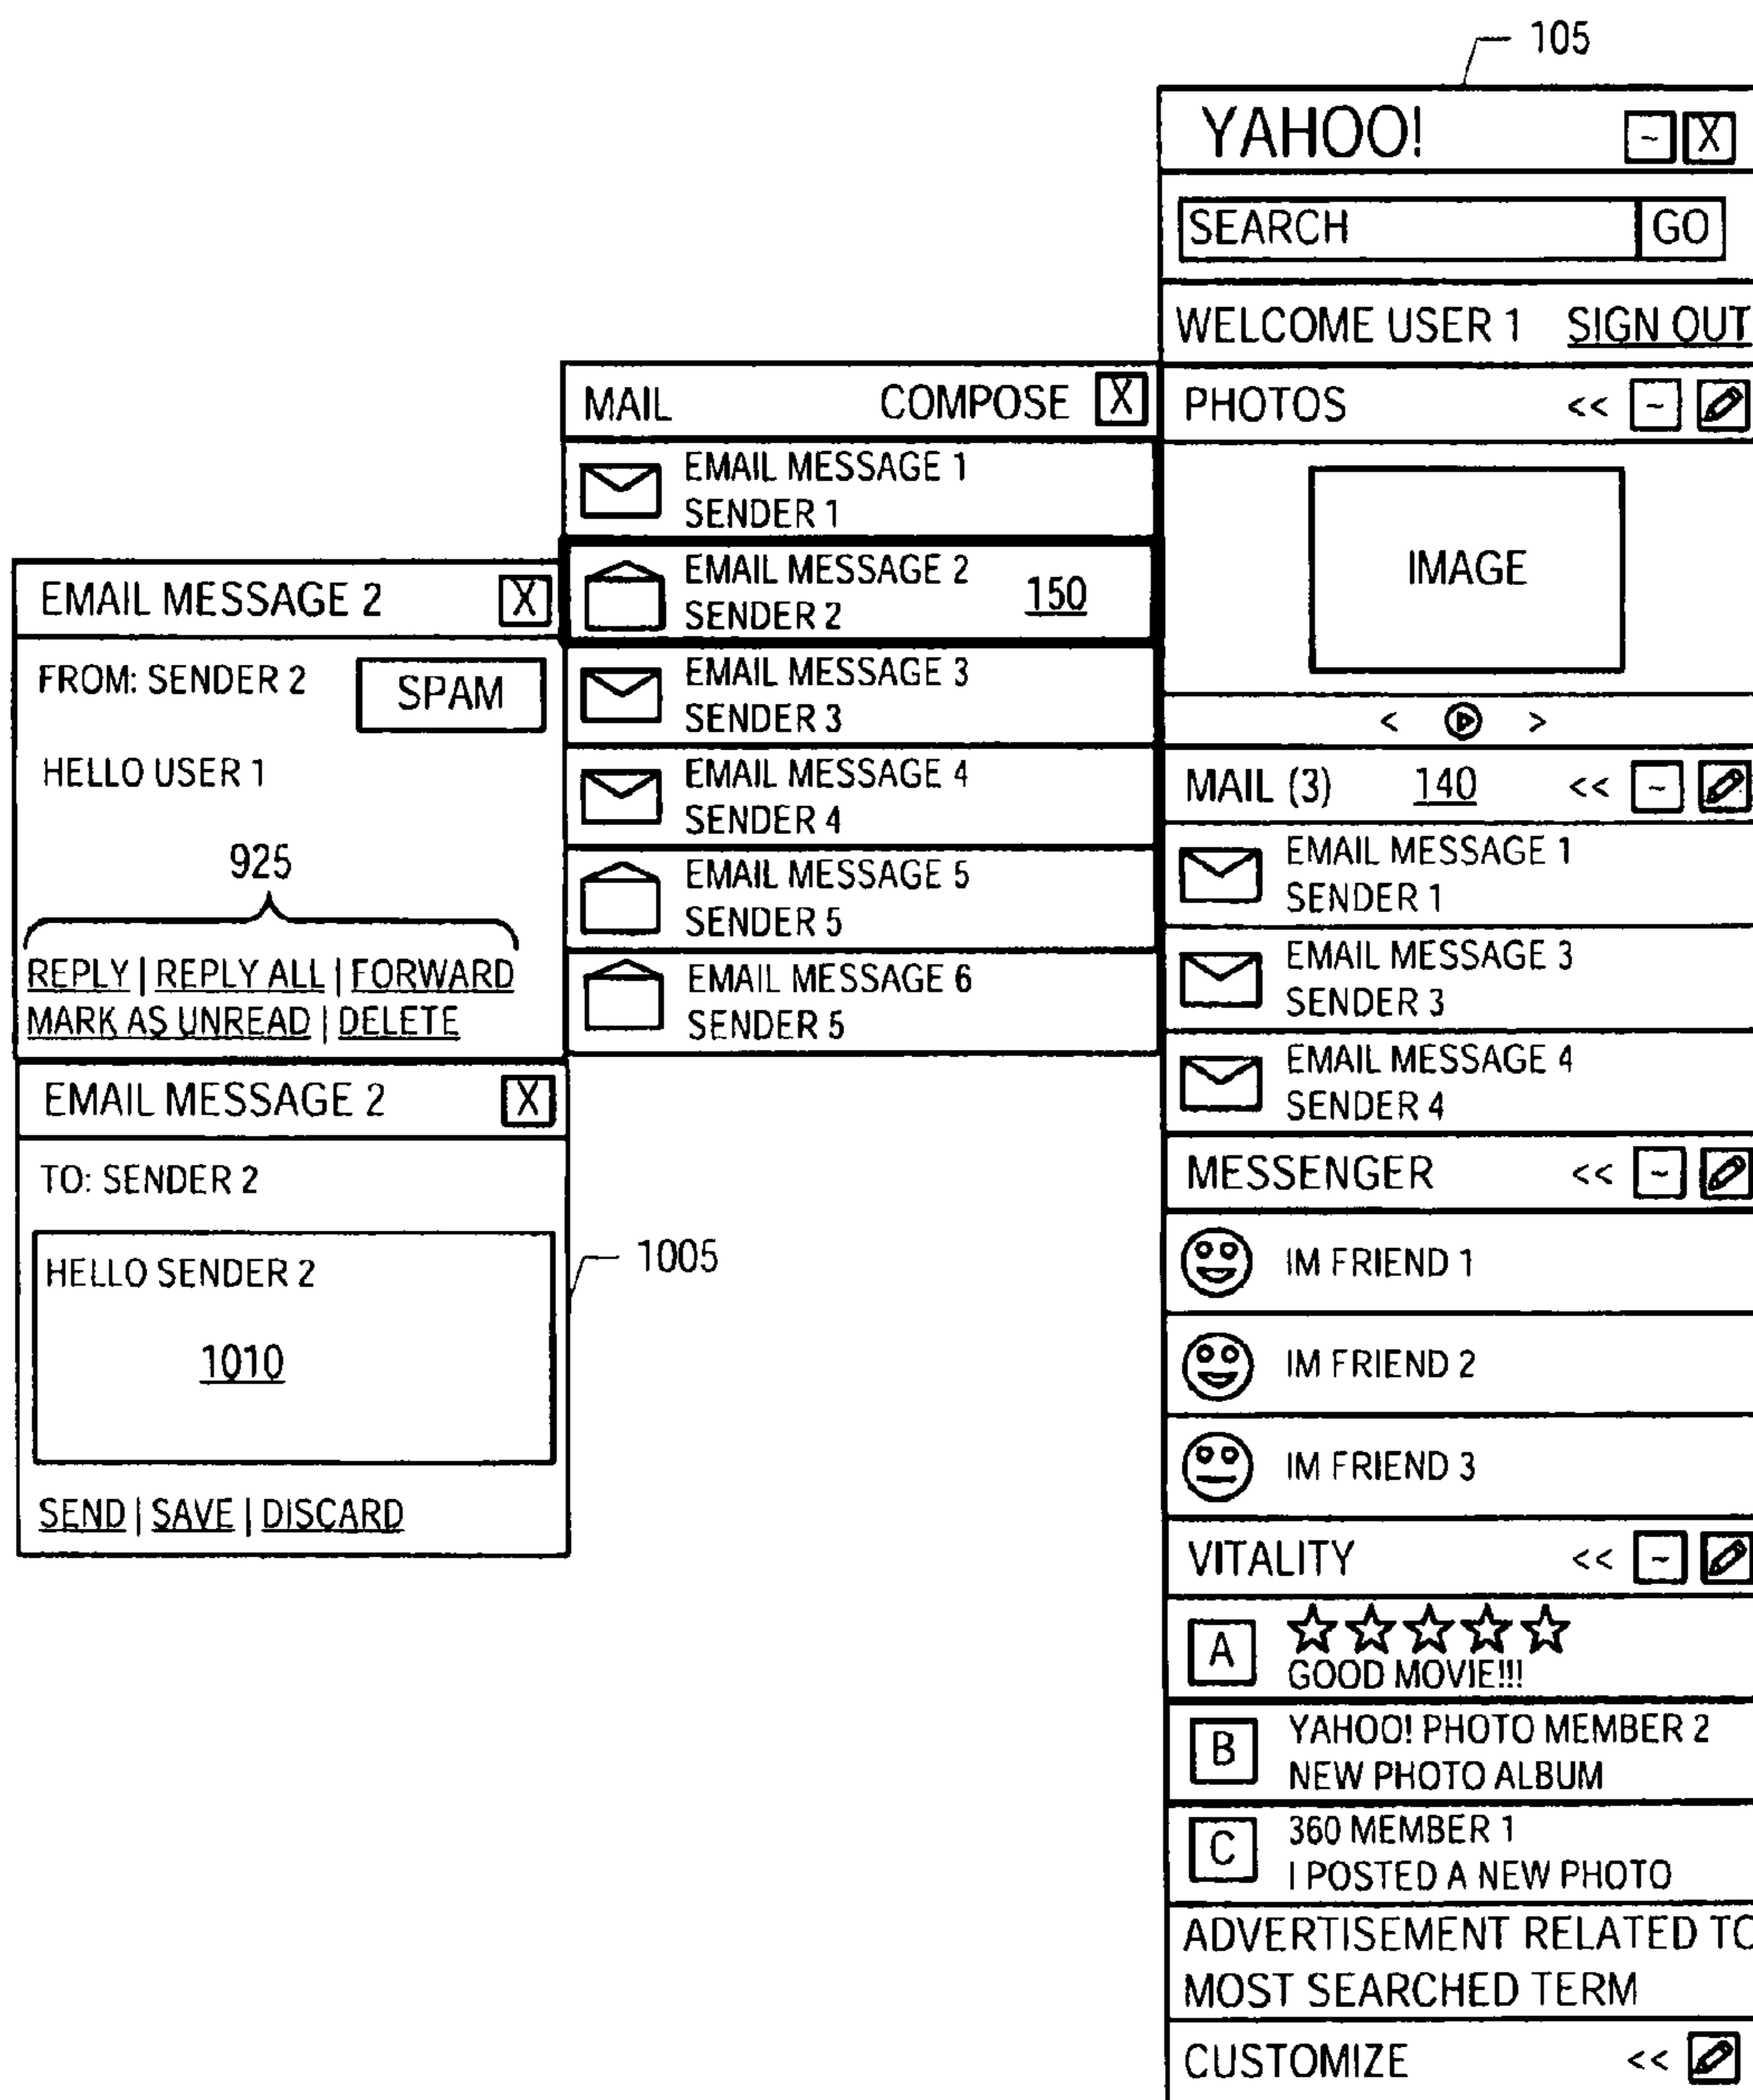 105
YAHOO! ~ X
SEARCH GO
WELCOME USER 1 SIGN OUT
PHOTOS << ~
IMAGE
< >
MAIL (3) 140 << ~
EMAIL MESSAGE 1
SENDER 1
EMAIL MESSAGE 3
SENDER 3
EMAIL MESSAGE 4
SENDER 4
MESSENGER << ~
IM FRIEND 1
IM FRIEND 2
IM FRIEND 3
VITALITY << ~
A
GOOD MOVIE!!!
B YAHOO! PHOTO MEMBER 2
NEW PHOTO ALBUM
C 360 MEMBER 1
I POSTED A NEW PHOTO
ADVERTISEMENT RELATED TO
MOST SEARCHED TERM
CUSTOMIZE <<
MAIL COMPOSE X
EMAIL MESSAGE 1
SENDER 1
EMAIL MESSAGE 2
SENDER 2 150
EMAIL MESSAGE 3
SENDER 3
EMAIL MESSAGE 4
SENDER 4
EMAIL MESSAGE 5
SENDER 5
EMAIL MESSAGE 6
SENDER 5
EMAIL MESSAGE 2 X
FROM: SENDER 2 SPAM
HELLO USER 1
925
REPLY | REPLY ALL | FORWARD
MARK AS UNREAD | DELETE
EMAIL MESSAGE 2 X
TO: SENDER 2
HELLO SENDER 2
1010
SEND | SAVE | DISCARD
1005